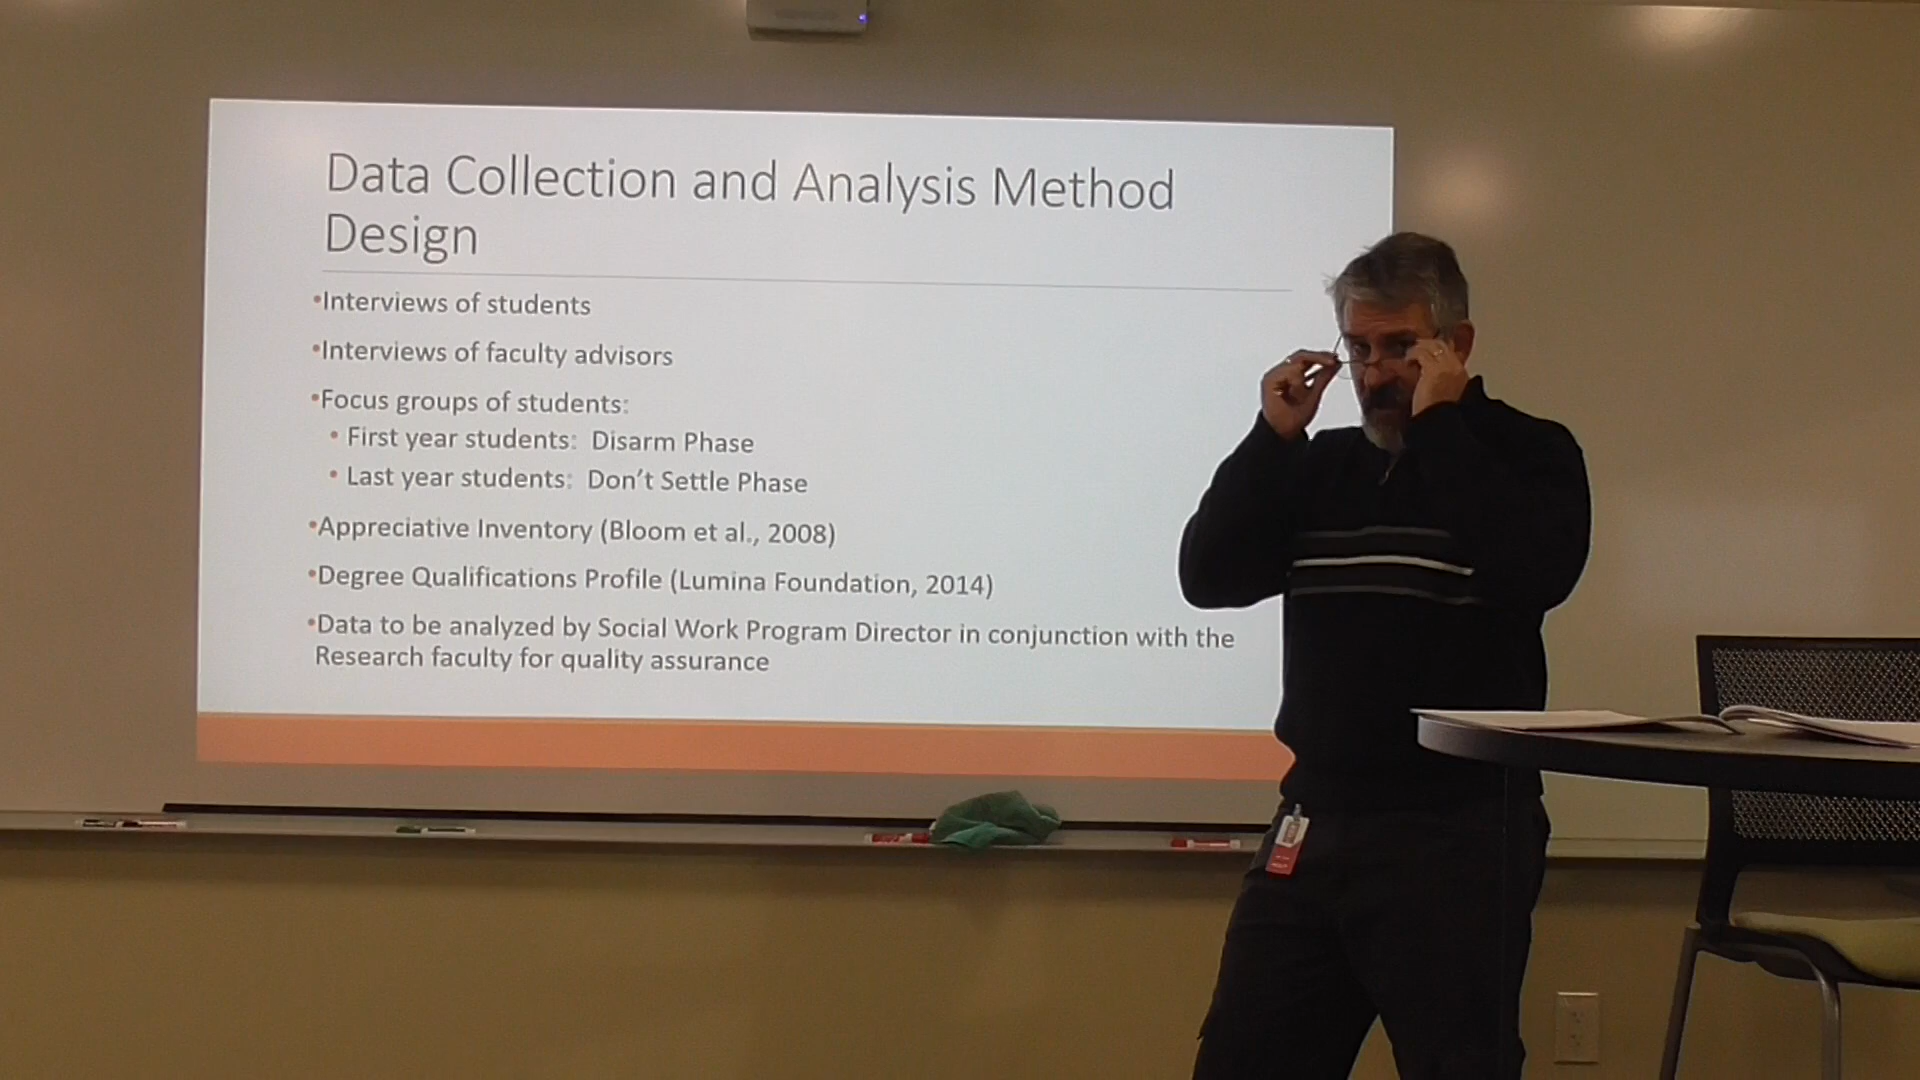 Data Collection and Analysis Method
Design
•Interviews of students
•Interviews of faculty advisors
•Focus groups of students:
• First year students: Disarm Phase
• Last year students: Don't Settle Phase
•Appreciative Inventory (Bloom et al., 2008)
•Degree Qualifications Profile (Lumina Foundation, 2014)
•Data to be analyzed by Social Work Program Director in conjunction with the
Research faculty for quality assurance